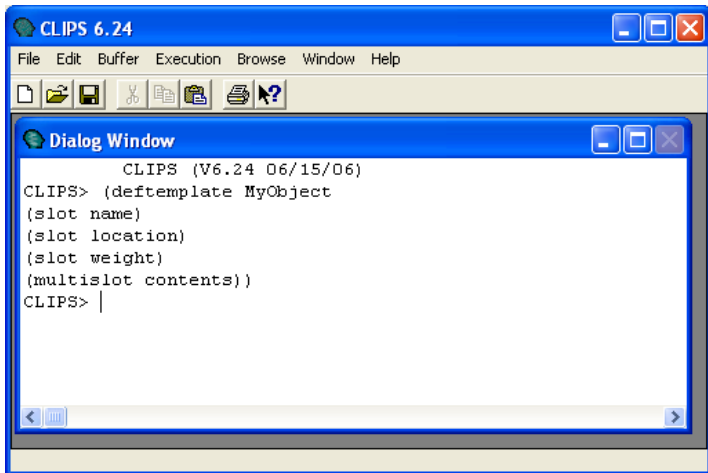 CLIPS 6.24
File Edit Buffer Execution Browse Window Help
Dialog Window
CLIPS (V6.24 06/15/06)
CLIPS> (deftemplate MyObject
(slot name)
(slot location)
(slot weight)
(multislot contents))
CLIPS>